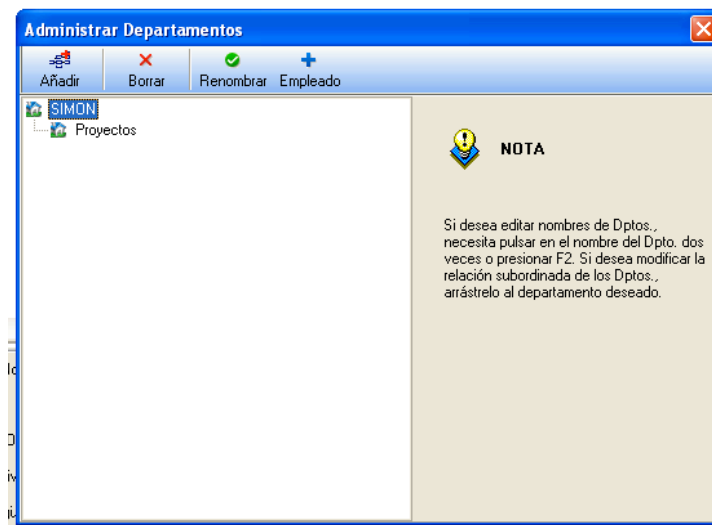 Administrar Departamentos
Añadir Borrar Renombrar Empleado
SIMON
Proyectos
NOTA
Si desea editar nombres de Dptos.,
necesita pulsar en el nombre del Dpto. dos
veces o presionar F2. Si desea modificar la
relación subordinada de los Dptos.,
arrástrelo al departamento deseado.